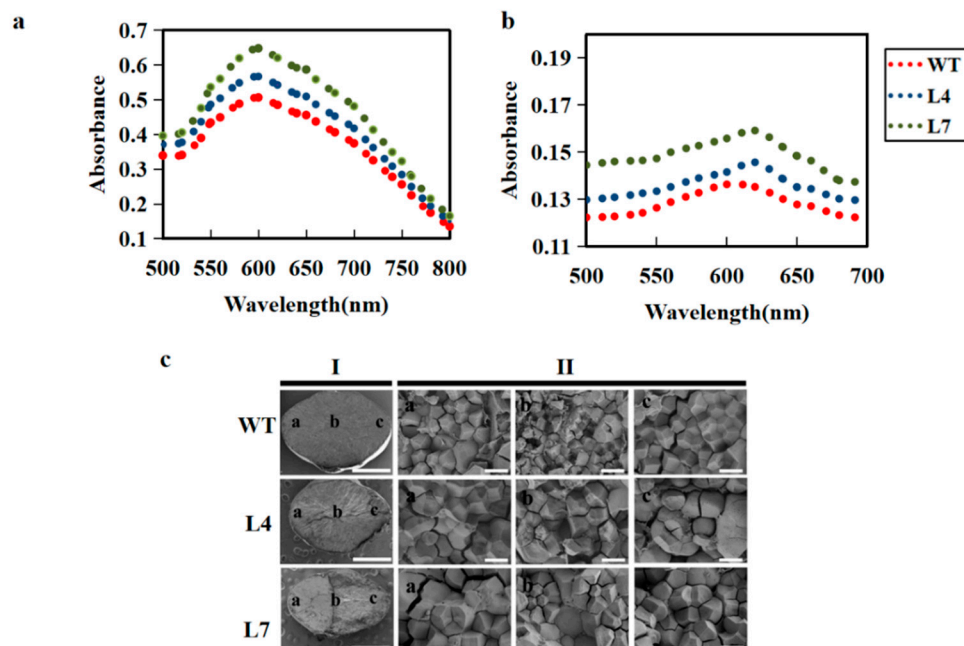 a
b
0.7
0.6
0.5
0.4
0.3
0.2
0.1
Absorbance
500 550 600 650 700 750 800
Wavelength(nm)
0.19
0.17
0.15
0.13
0.11
Absorbance
500 550 600 650 700
Wavelength (nm)
WT
L4
L7
c
I II
WT
a b c a b c
L4
a b c a b c
L7
a b c a b